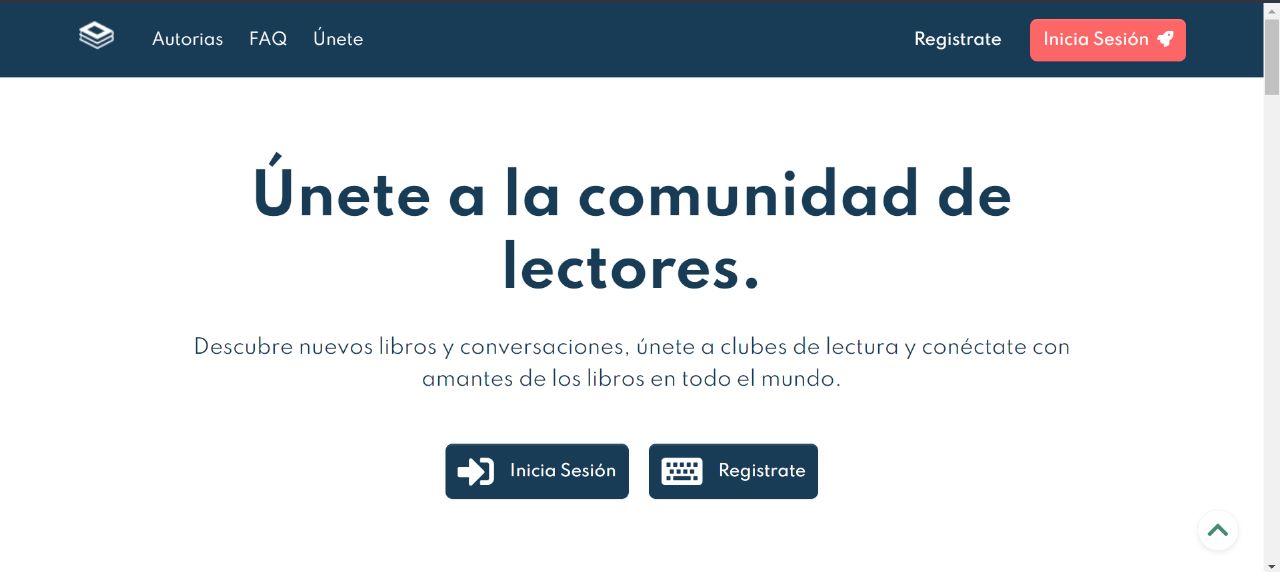 Autorias FAQ Únete Registrate Inicia Sesión
Únete a la comunidad de
lectores.
Descubre nuevos libros y conversaciones, únete a clubes de lectura y conéctate con
amantes de los libros en todo el mundo.
Inicia Sesión Registrate